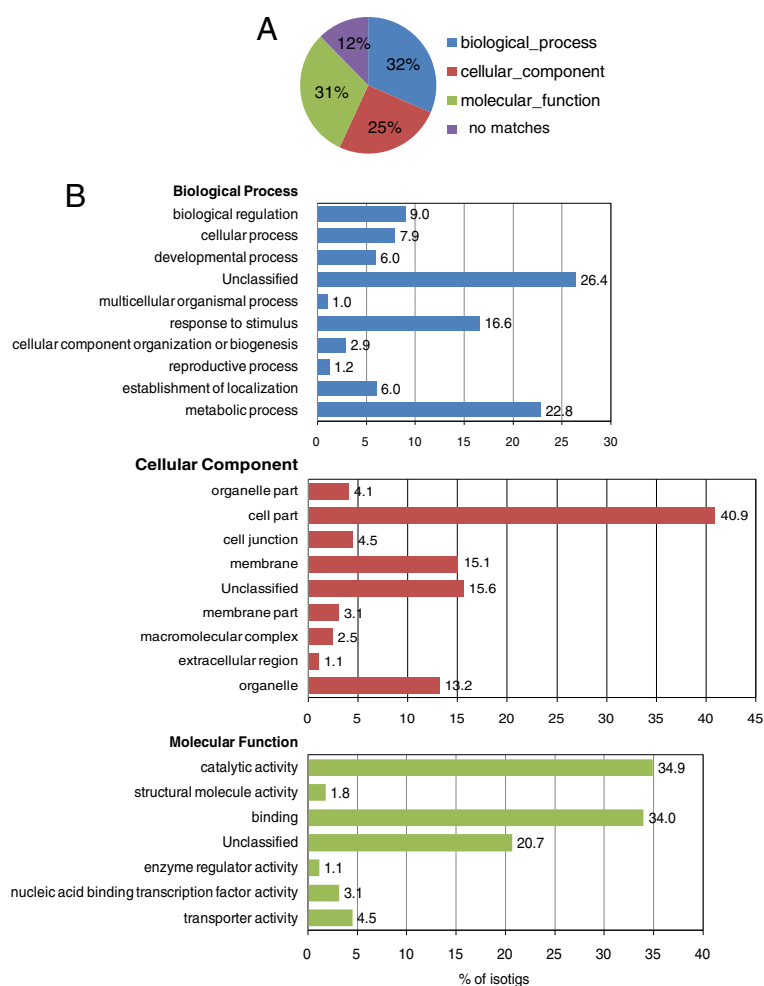 A
12%
32%
31%
25%
biological_process
cellular_component
molecular_function
no matches
B
Biological Process
biological regulation 9.0
cellular process 7.9
developmental process 6.0
Unclassified 26.4
multicellular organismal process 1.0
response to stimulus 16.6
cellular component organization or biogenesis 2.9
reproductive process 1.2
establishment of localization 6.0
metabolic process 22.8
0 5 10 15 20 25 30
Cellular Component
organelle part 4.1
cell part 40.9
cell junction 4.5
membrane 15.1
Unclassified 15.6
membrane part 3.1
macromolecular complex 2.5
extracellular region 1.1
organelle 13.2
0 5 10 15 20 25 30 35 40 45
Molecular Function
catalytic activity 34.9
structural molecule activity 1.8
binding 34.0
Unclassified 20.7
enzyme regulator activity 1.1
nucleic acid binding transcription factor activity 3.1
transporter activity 4.5
0 5 10 15 20 25 30 35 40
% of isotigs